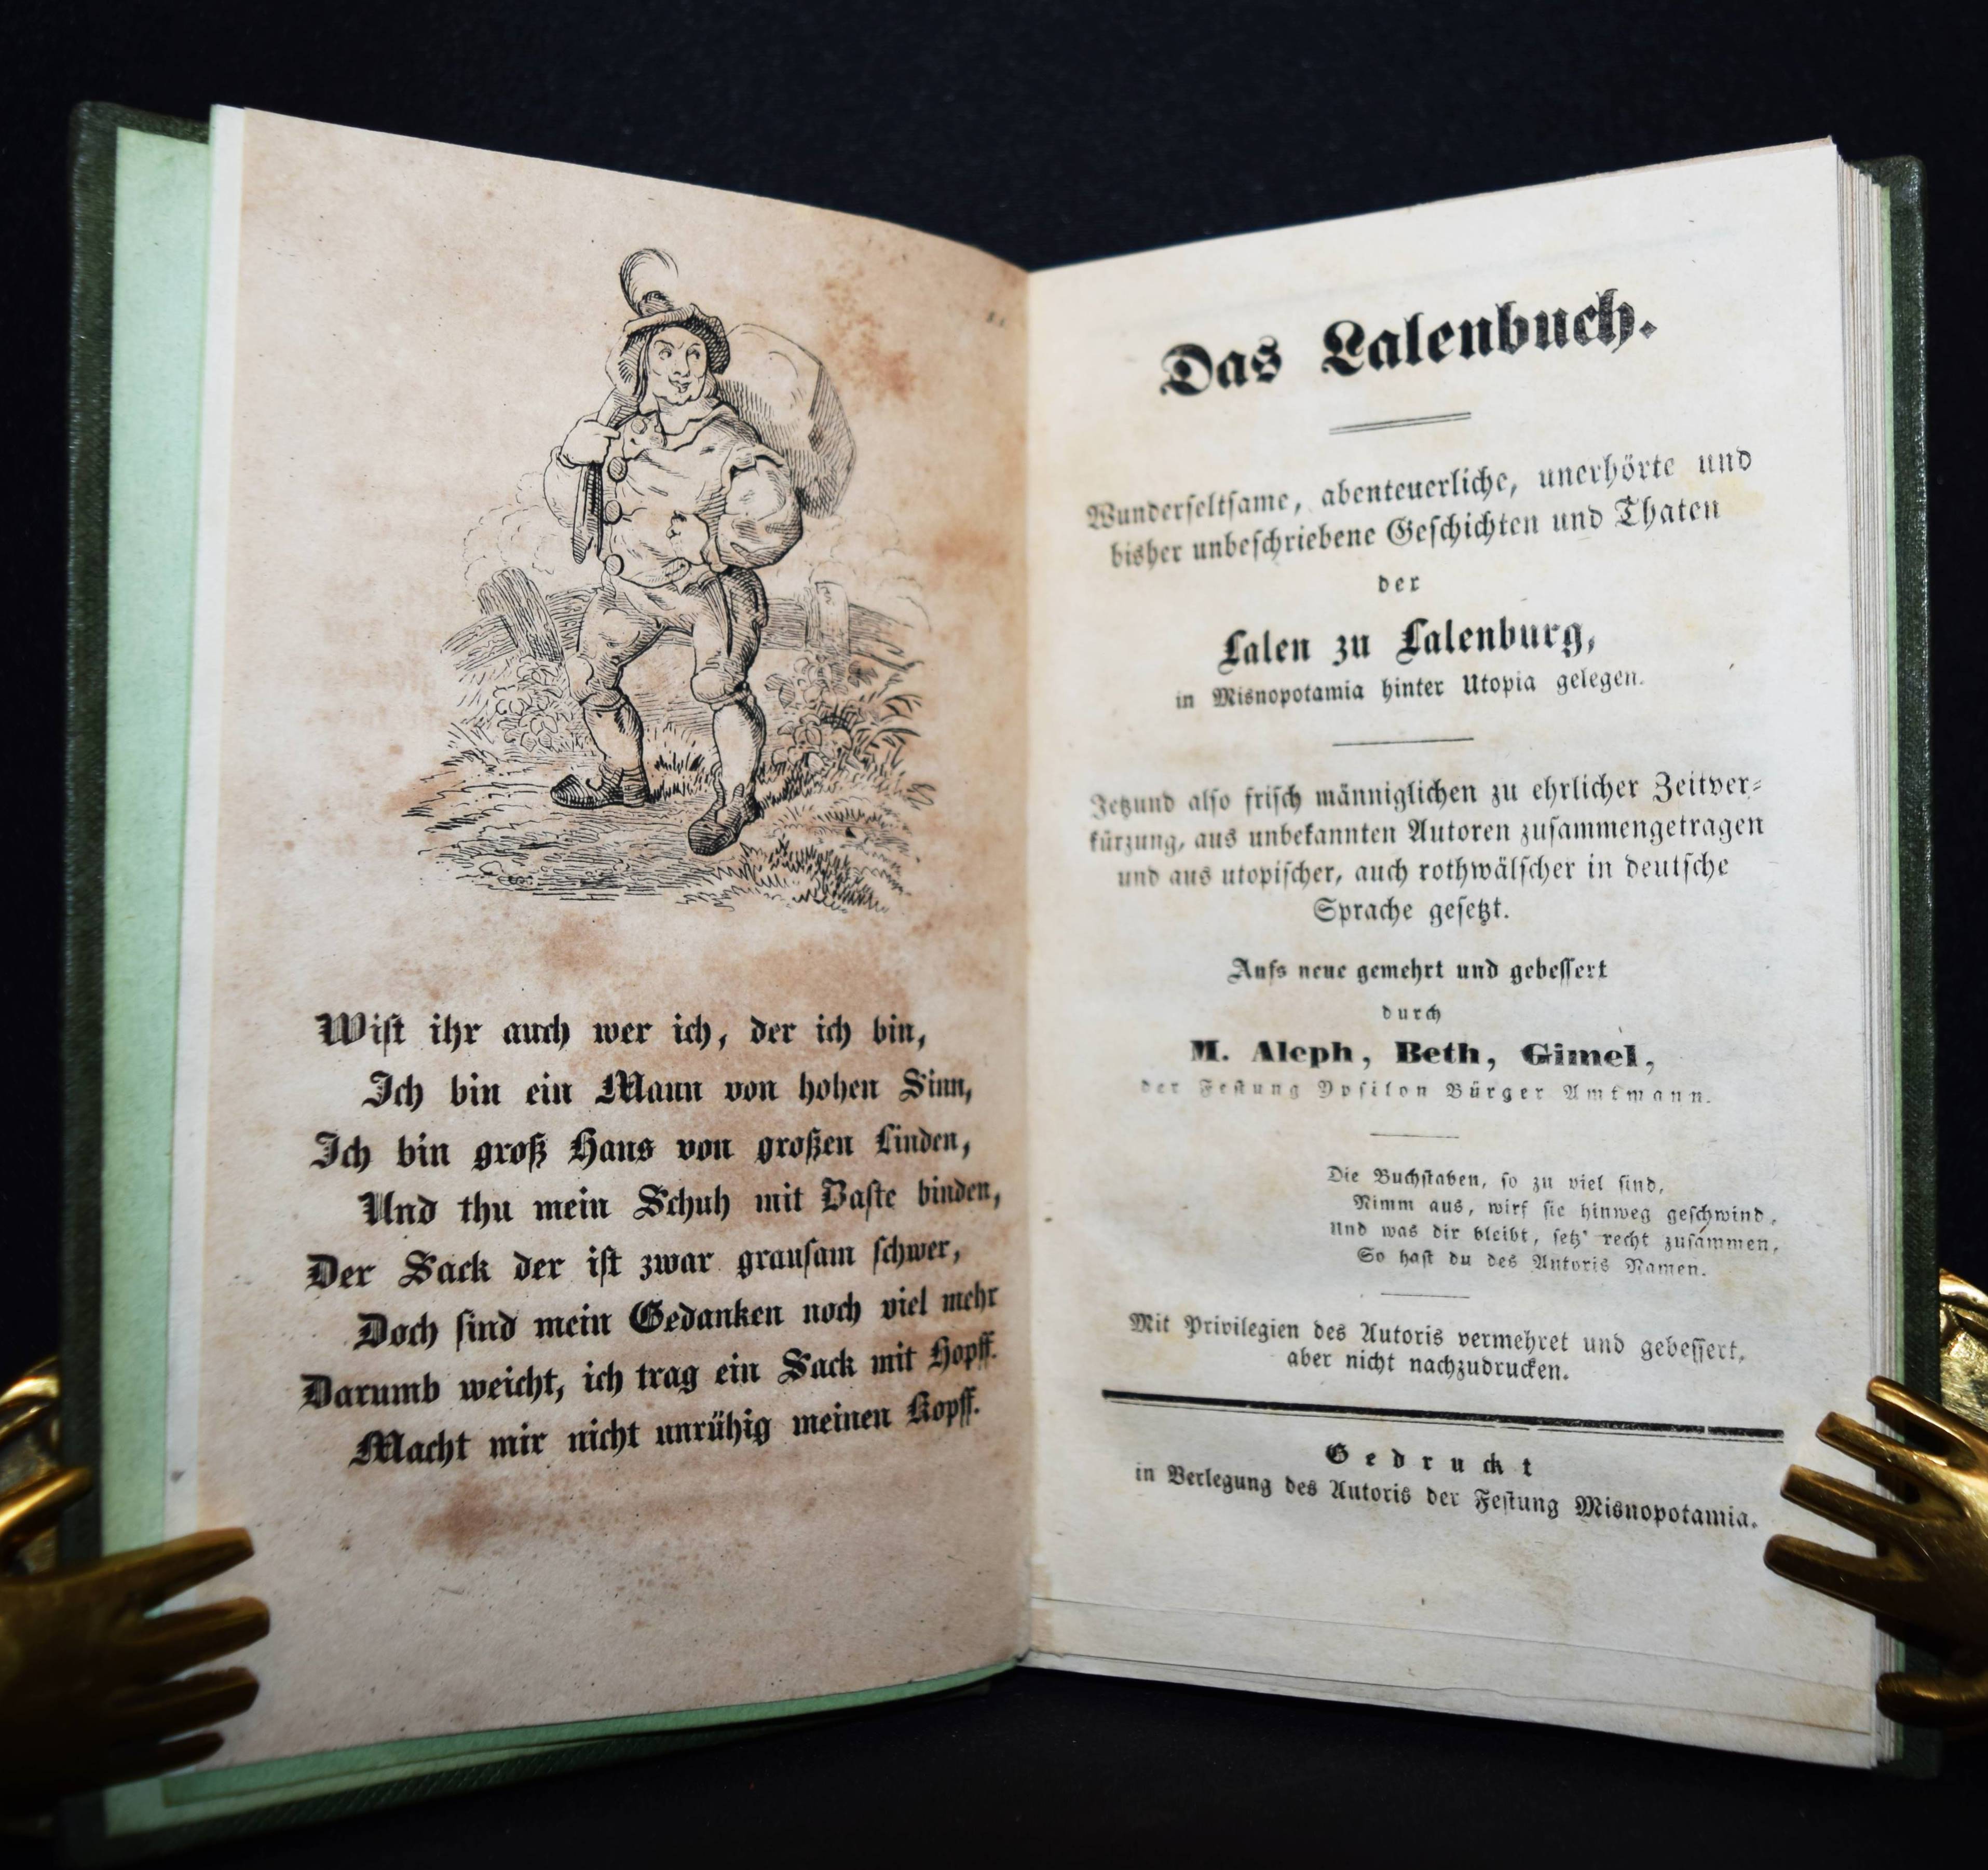 Wist ihr auch wer ich, der ich bin,
Ich bin ein Mann von hohen Sinn,
Ich bin groß Hans von großen Linden,
Und thu mein Schuh mit Baste binden,
Der Sack der ist zwar grausam schwer,
Doch sind mein Gedanken noch viel mehr
Darumb weicht, ich trag ein Sack mit Hopff.
Macht mir nicht unrühig meinen Kopff.
Das Lalenbuch.
Wunderseltsame, abenteuerliche, unerhörte und
bisher unbeschriebene Geschichten und Thaten
der
Lalen zu Lalenburg,
in Misnopotamia hinter Utopia gelegen.
Jetzund also frisch männiglichen zu ehrlicher Zeitver-
kürzung, aus unbekannten Autoren zusammengetragen
und aus utopischer, auch rothwälscher in deutsche
Sprache gesetzt.
Aufs neue gemehrt und gebessert
durch
M. Aleph, Beth, Gimel,
der Festung Ypsilon Bürger Amtmann.
Die Buchstaben, so zu viel sind,
Nimm aus, wirf sie hinweg geschwind,
Und was dir bleibt, setz' recht zusammen,
So hast du des Autoris Namen.
Mit Privilegien des Autoris vermehret und gebessert,
aber nicht nachzudrucken.
Gedruckt
in Verlegung des Autoris der Festung Misnopotamia.